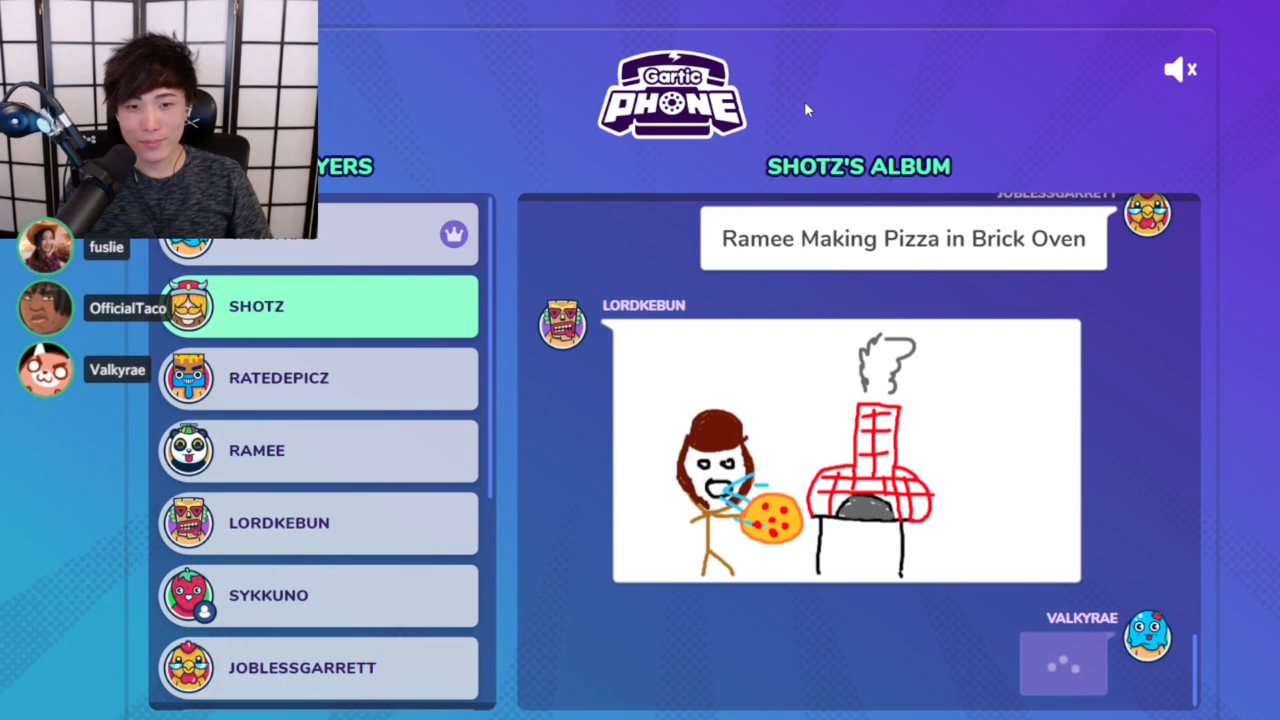 Gartic
PHONE
YERS
SHOTZ'S ALBUM
JOBLESSGARRETT
Ramee Making Pizza in Brick Oven
fuslie
OfficialTaco
Valkyrae
SHOTZ
RATEDEPICZ
RAMEE
LORDKEBUN
SYKKUNO
JOBLESSGARRETT
LORDKEBUN
VALKYRAE